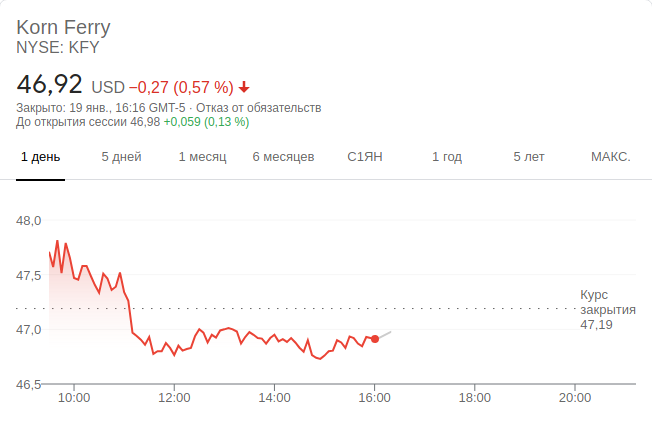 Korn Ferry
NYSE: KFY
46,92 USD −0,27 (0,57 %)
Закрыто: 19 янв., 16:16 GMT-5 · Отказ от обязательств
До открытия сессии 46,98 +0,059 (0,13 %)
1 день 5 дней 1 месяц 6 месяцев С1ЯН 1 год 5 лет МАКС.
48,0
47,5
Курс
закрытия
47,19
47,0
46,5
10:00 12:00 14:00 16:00 18:00 20:00